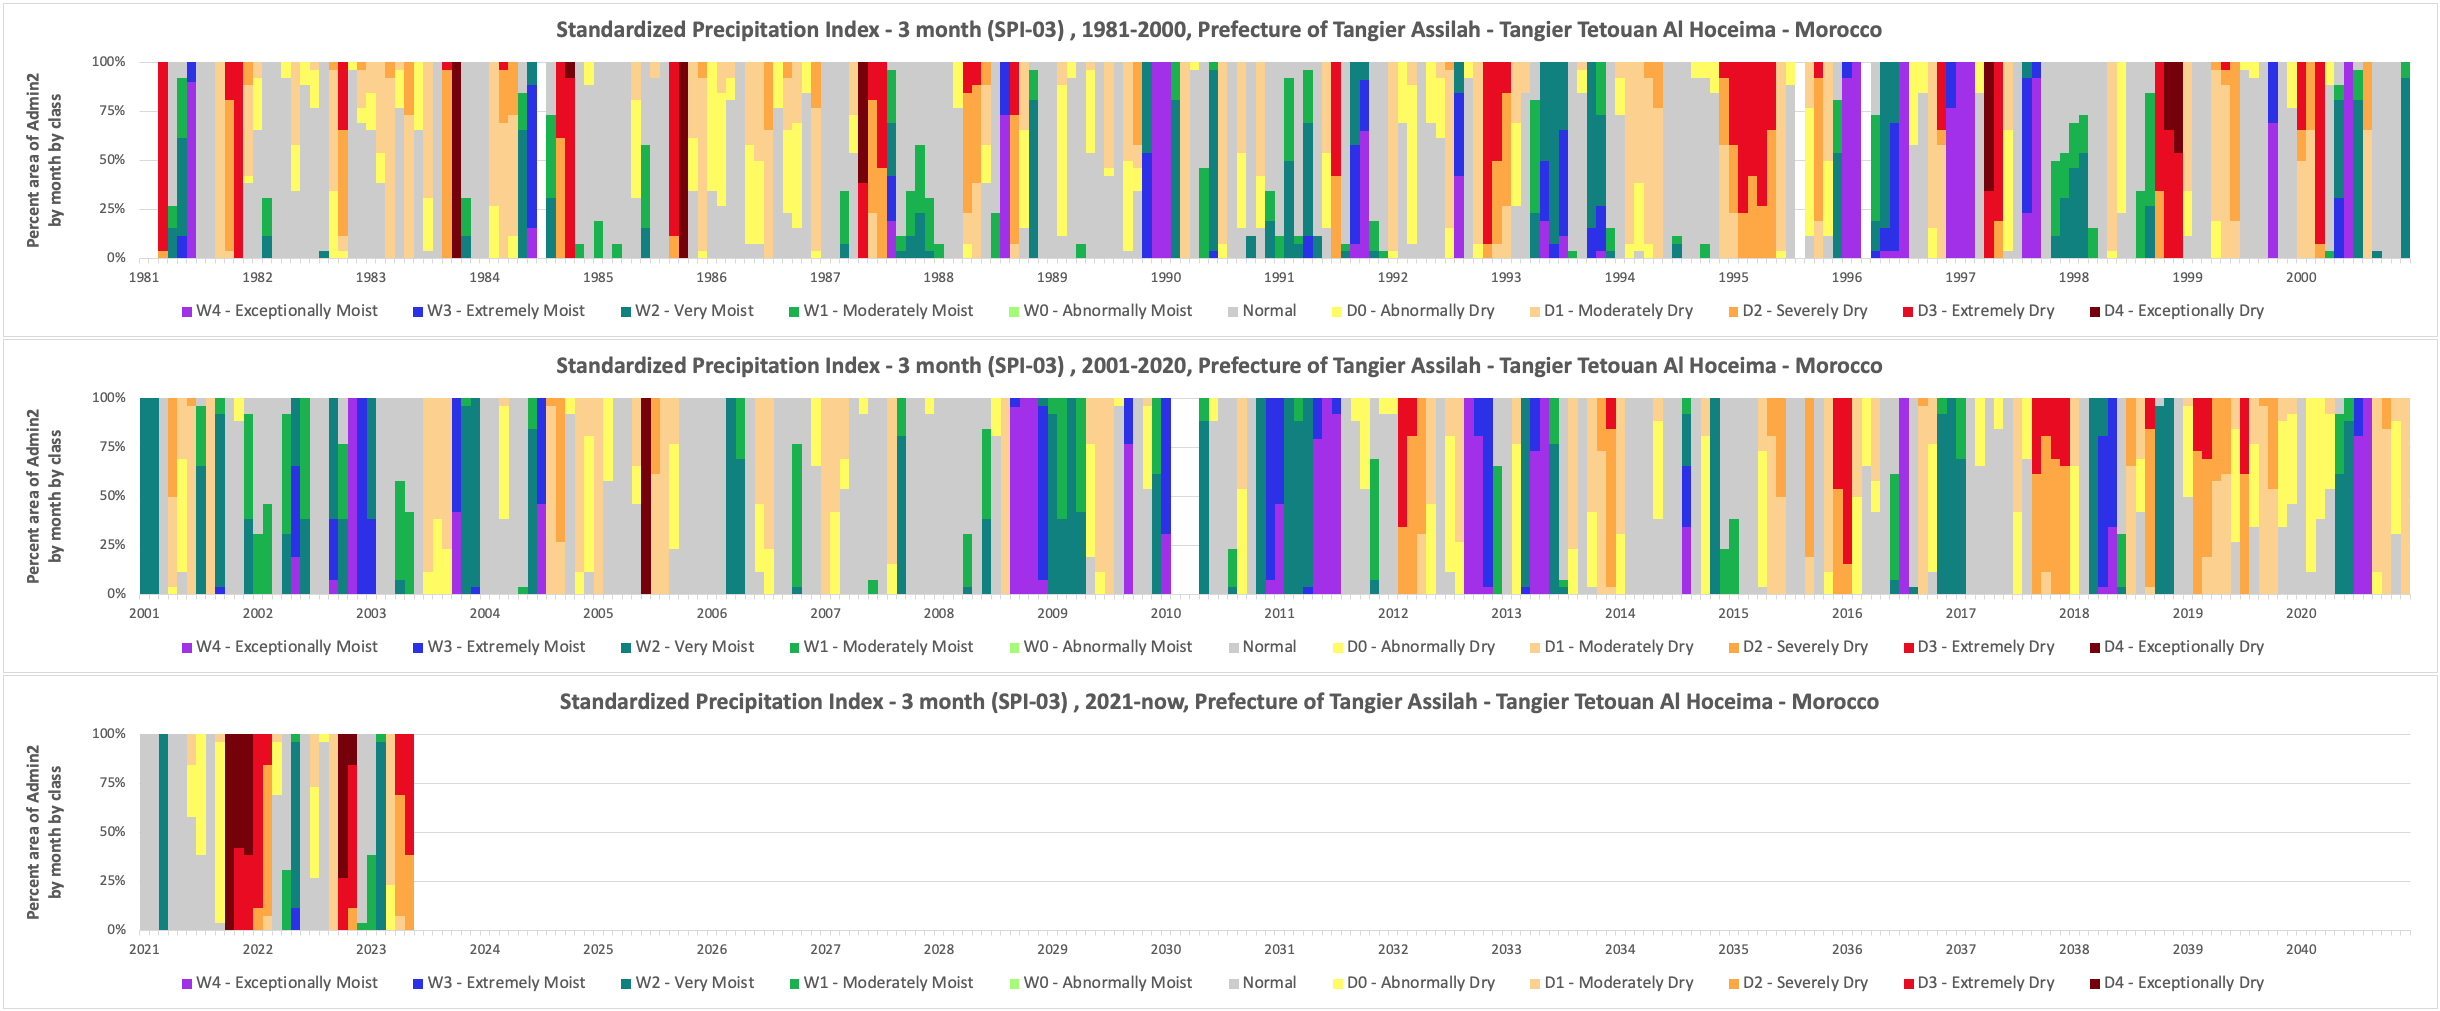 Standardized Precipitation Index - 3 month (SPI-03) , 1981-2000, Prefecture of Tangier Assilah - Tangier Tetouan Al Hoceima - Morocco
Percent area of Admin2
by month by class
100%
75%
50%
25%
0%
1981 1982 1983 1984 1985 1986 1987 1988 1989 1990 1991 1992 1993 1994 1995 1996 1997 1998 1999 2000
W4 - Exceptionally Moist W3 - Extremely Moist W2 - Very Moist W1 - Moderately Moist W0 - Abnormally Moist Normal D0 - Abnormally Dry D1 - Moderately Dry D2 - Severely Dry D3 - Extremely Dry D4 - Exceptionally Dry
Standardized Precipitation Index - 3 month (SPI-03) , 2001-2020, Prefecture of Tangier Assilah - Tangier Tetouan Al Hoceima - Morocco
Percent area of Admin2
by month by class
100%
75%
50%
25%
0%
2001 2002 2003 2004 2005 2006 2007 2008 2009 2010 2011 2012 2013 2014 2015 2016 2017 2018 2019 2020
W4 - Exceptionally Moist W3 - Extremely Moist W2 - Very Moist W1 - Moderately Moist W0 - Abnormally Moist Normal D0 - Abnormally Dry D1 - Moderately Dry D2 - Severely Dry D3 - Extremely Dry D4 - Exceptionally Dry
Standardized Precipitation Index - 3 month (SPI-03) , 2021-now, Prefecture of Tangier Assilah - Tangier Tetouan Al Hoceima - Morocco
Percent area of Admin2
by month by class
100%
75%
50%
25%
0%
2021 2022 2023 2024 2025 2026 2027 2028 2029 2030 2031 2032 2033 2034 2035 2036 2037 2038 2039 2040
W4 - Exceptionally Moist W3 - Extremely Moist W2 - Very Moist W1 - Moderately Moist W0 - Abnormally Moist Normal D0 - Abnormally Dry D1 - Moderately Dry D2 - Severely Dry D3 - Extremely Dry D4 - Exceptionally Dry